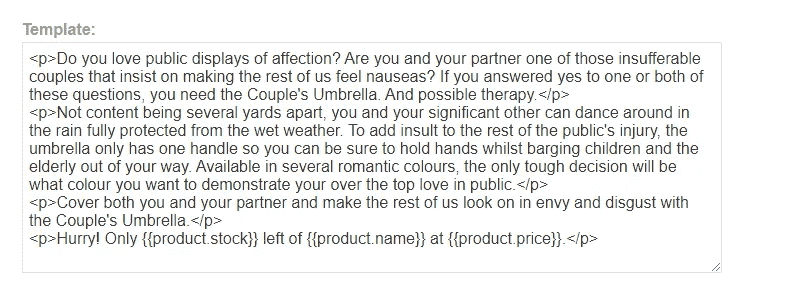 Template:
<p>Do you love public displays of affection? Are you and your partner one of those insufferable
couples that insist on making the rest of us feel nauseas? If you answered yes to one or both of
these questions, you need the Couple's Umbrella. And possible therapy.</p>
<p>Not content being several yards apart, you and your significant other can dance around in
the rain fully protected from the wet weather. To add insult to the rest of the public's injury, the
umbrella only has one handle so you can be sure to hold hands whilst barging children and the
elderly out of your way. Available in several romantic colours, the only tough decision will be
what colour you want to demonstrate your over the top love in public.</p>
<p>Cover both you and your partner and make the rest of us look on in envy and disgust with
the Couple's Umbrella.</p>
<p>Hurry! Only {{product.stock}} left of {{product.name}} at {{product.price}}.</p>